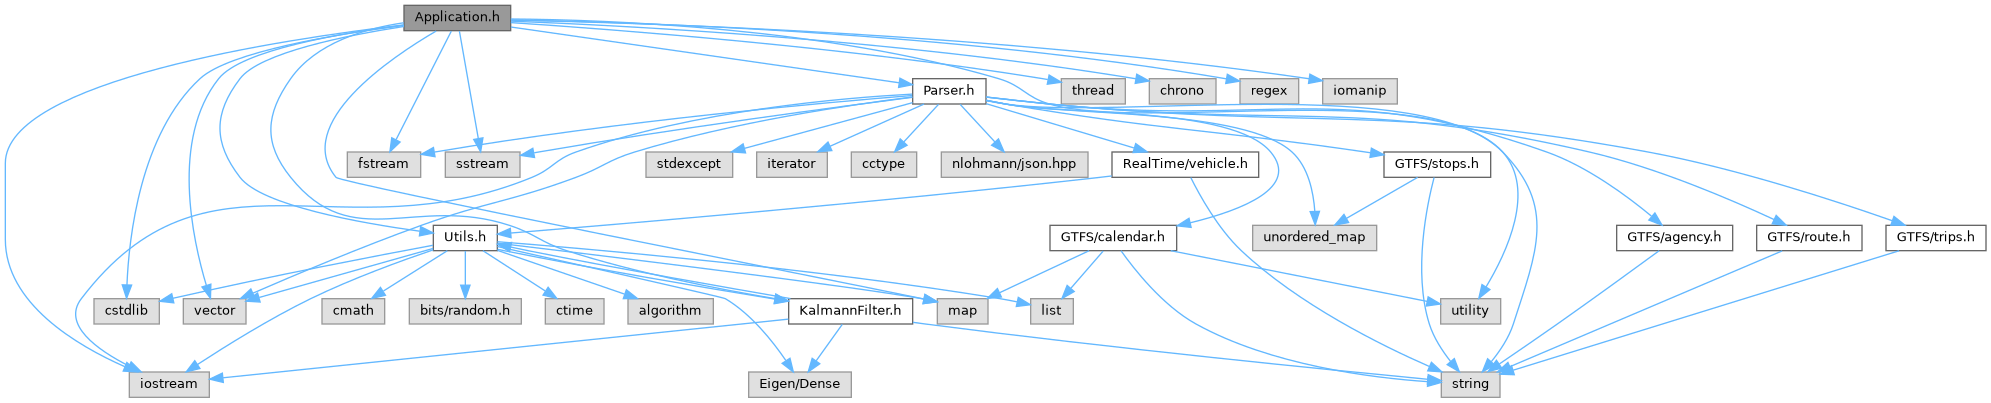 Application.h
Parser.h
thread
chrono
regex
iomanip
fstream
sstream
stdexcept
iterator
cctype
nlohmann/json.hpp
RealTime/vehicle.h
GTFS/stops.h
Utils.h
GTFS/calendar.h
unordered_map
GTFS/agency.h
GTFS/route.h
GTFS/trips.h
cstdlib
vector
cmath
bits/random.h
ctime
algorithm
KalmannFilter.h
map
list
utility
iostream
Eigen/Dense
string